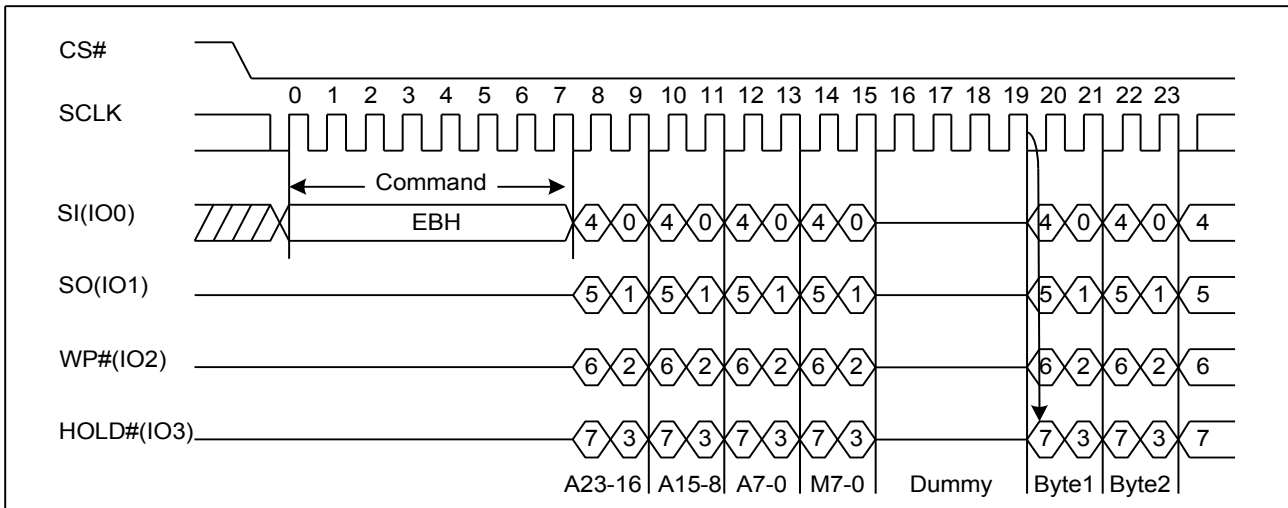 CS#
0 1 2 3 4 5 6 7 8 9 10 11 12 13 14 15 16 17 18 19 20 21 22 23
SCLK
Command
SI(IO0) EBH 4 0 4 0 4 0 4 0 4 0 4 0 4
SO(IO1) 5 1 5 1 5 1 5 1 5 1 5 1 5
WP#(IO2) 6 2 6 2 6 2 6 2 6 2 6 2 6
HOLD#(IO3) 7 3 7 3 7 3 7 3 7 3 7 3 7
A23-16 A15-8 A7-0 M7-0 Dummy Byte1 Byte2